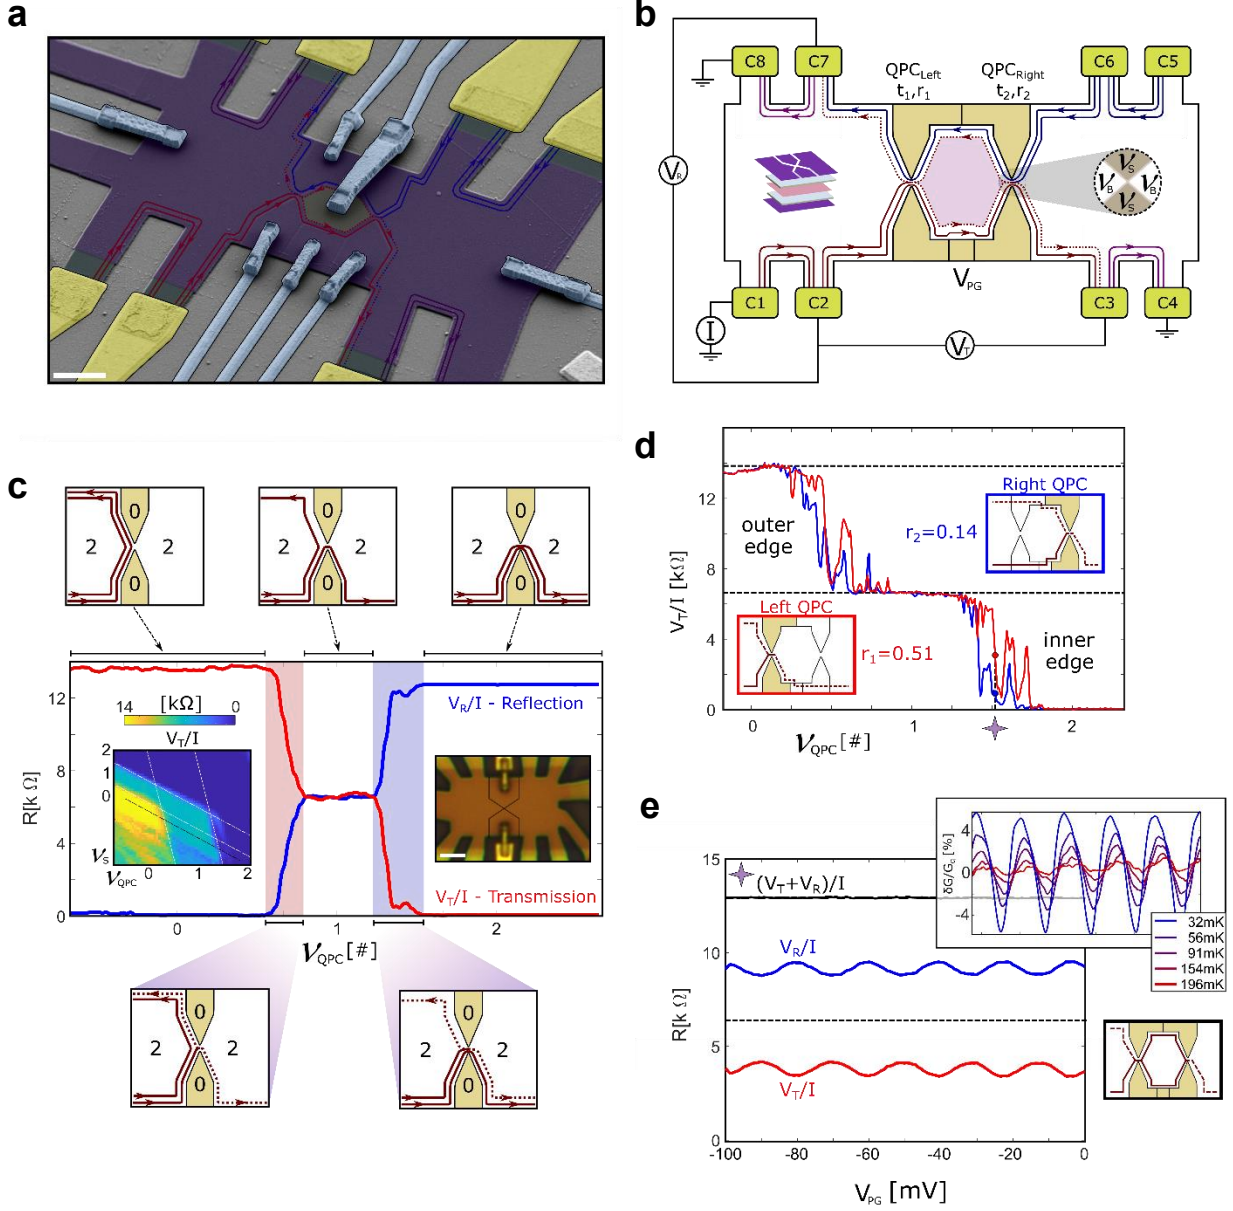 a
b
C8
C7
QPC_Left
t₁,r₁
QPC_Right
t₂,r₂
C6
C5
V_R
ν_S
ν_B
ν_B
ν_S
V_PG
C1
C2
C3
C4
I
V_T
c
0
2
2
0
0
2
2
0
0
2
2
0
R[k Ω]
12
8
4
0
[kΩ]
14
0
V_T/I
2
1
0
ν_S
ν_QPC
0
1
2
V_R/I - Reflection
V_T/I - Transmission
0
1
2
ν_QPC [#]
0
2
2
0
0
2
2
0
d
V_T/I [kΩ]
12
8
4
0
outer
edge
Right QPC
r₂=0.14
Left QPC
r₁=0.51
inner
edge
0
1
2
ν_QPC [#]
e
R[k Ω]
15
10
5
0
(V_T+V_R)/I
V_R/I
V_T/I
-100
-80
-60
-40
-20
0
V_PG [mV]
δG/G_q [%]
4
0
-4
32mK
56mK
91mK
154mK
196mK